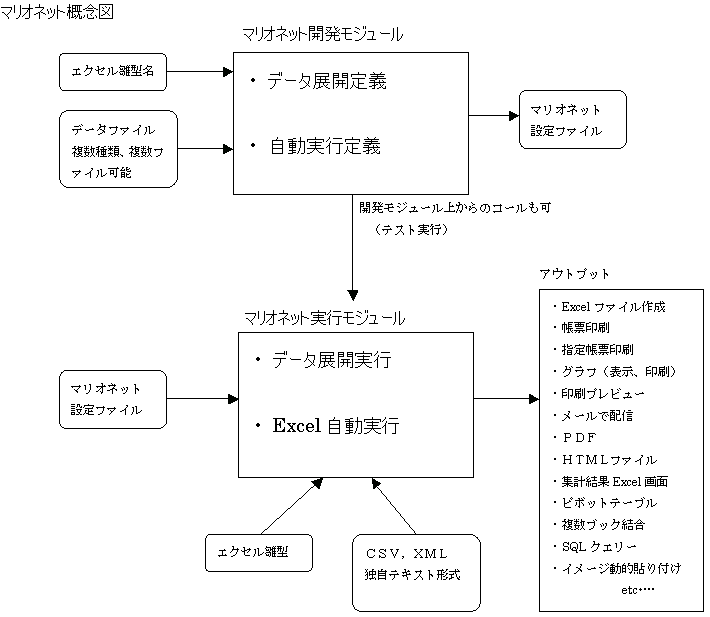 マリオネット概念図
マリオネット開発モジュール
エクセル雛型名
・ データ展開定義
データファイル
複数種類、複数フ
ァイル可能
・ 自動実行定義
マリオネット
設定ファイル
開発モジュール上からのコールも可
（テスト実行）
マリオネット実行モジュール
マリオネット
設定ファイル
・ データ展開実行
・ Excel 自動実行
エクセル雛型
ＣＳＶ，ＸＭＬ
独自テキスト形式
アウトプット
・Excel ファイル作成
・帳票印刷
・指定帳票印刷
・グラフ（表示、印刷）
・印刷プレビュー
・メールで配信
・ＰＤＦ
・ＨＴＭＬファイル
・集計結果 Excel 画面
・ピボットテーブル
・複数ブック結合
・SQL クエリー
・イメージ動的貼り付け
etc・・・・